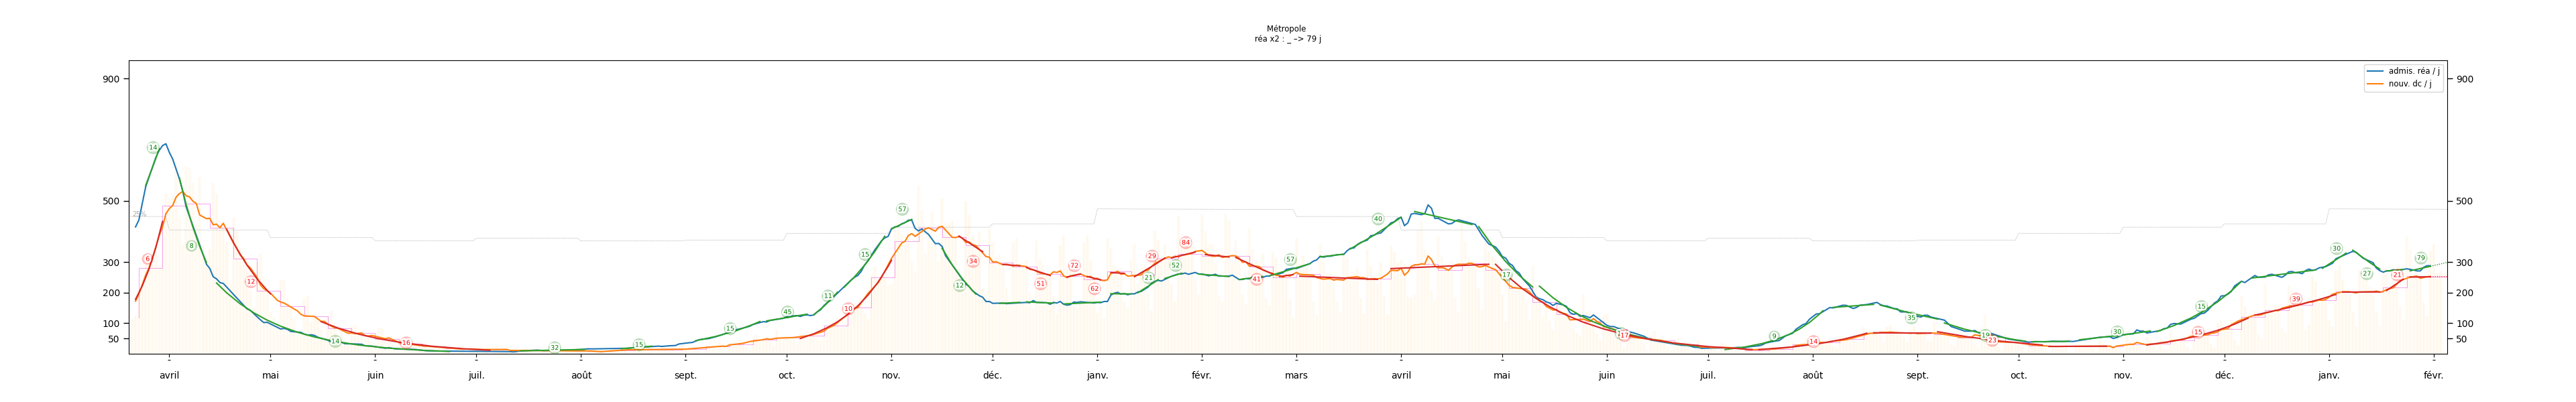 Métropole
réa x2 : _ –> 79 j
admis. réa / j
nouv. dc / j
900
500
300
200
100
50
900
500
300
200
100
50
25%
14
6
8
12
14
16
32
15
15
45
11
15
10
57
12
34
51
72
62
29
21
52
84
41
57
40
17
17
9
14
35
19
23
30
15
15
39
30
27
21
79
avril
mai
juin
juil.
août
sept.
oct.
nov.
déc.
janv.
févr.
mars
avril
mai
juin
juil.
août
sept.
oct.
nov.
déc.
janv.
févr.